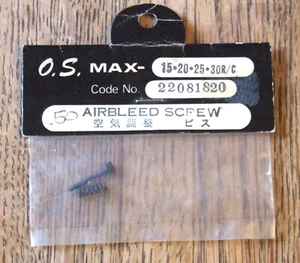 O.S. MAX- 15•20•25•30R/C
Code No. 22081820
.50 AIRBLEED SCREW
空気調整 ビス